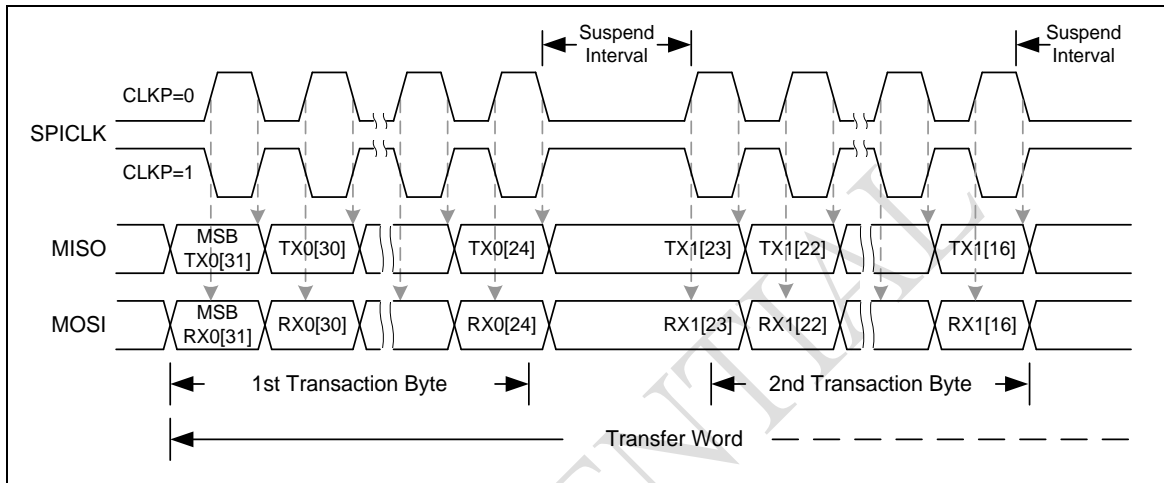 Suspend
Interval
Suspend
Interval
CLKP=0
SPICLK
CLKP=1
MISO
MSB
TX0[31]
TX0[30]
TX0[24]
TX1[23]
TX1[22]
TX1[16]
MOSI
MSB
RX0[31]
RX0[30]
RX0[24]
RX1[23]
RX1[22]
RX1[16]
1st Transaction Byte
2nd Transaction Byte
Transfer Word
ENTIAL